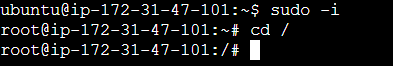 ubuntu@ip-172-31-47-101:~$ sudo -i
root@ip-172-31-47-101:~# cd /
root@ip-172-31-47-101:/#